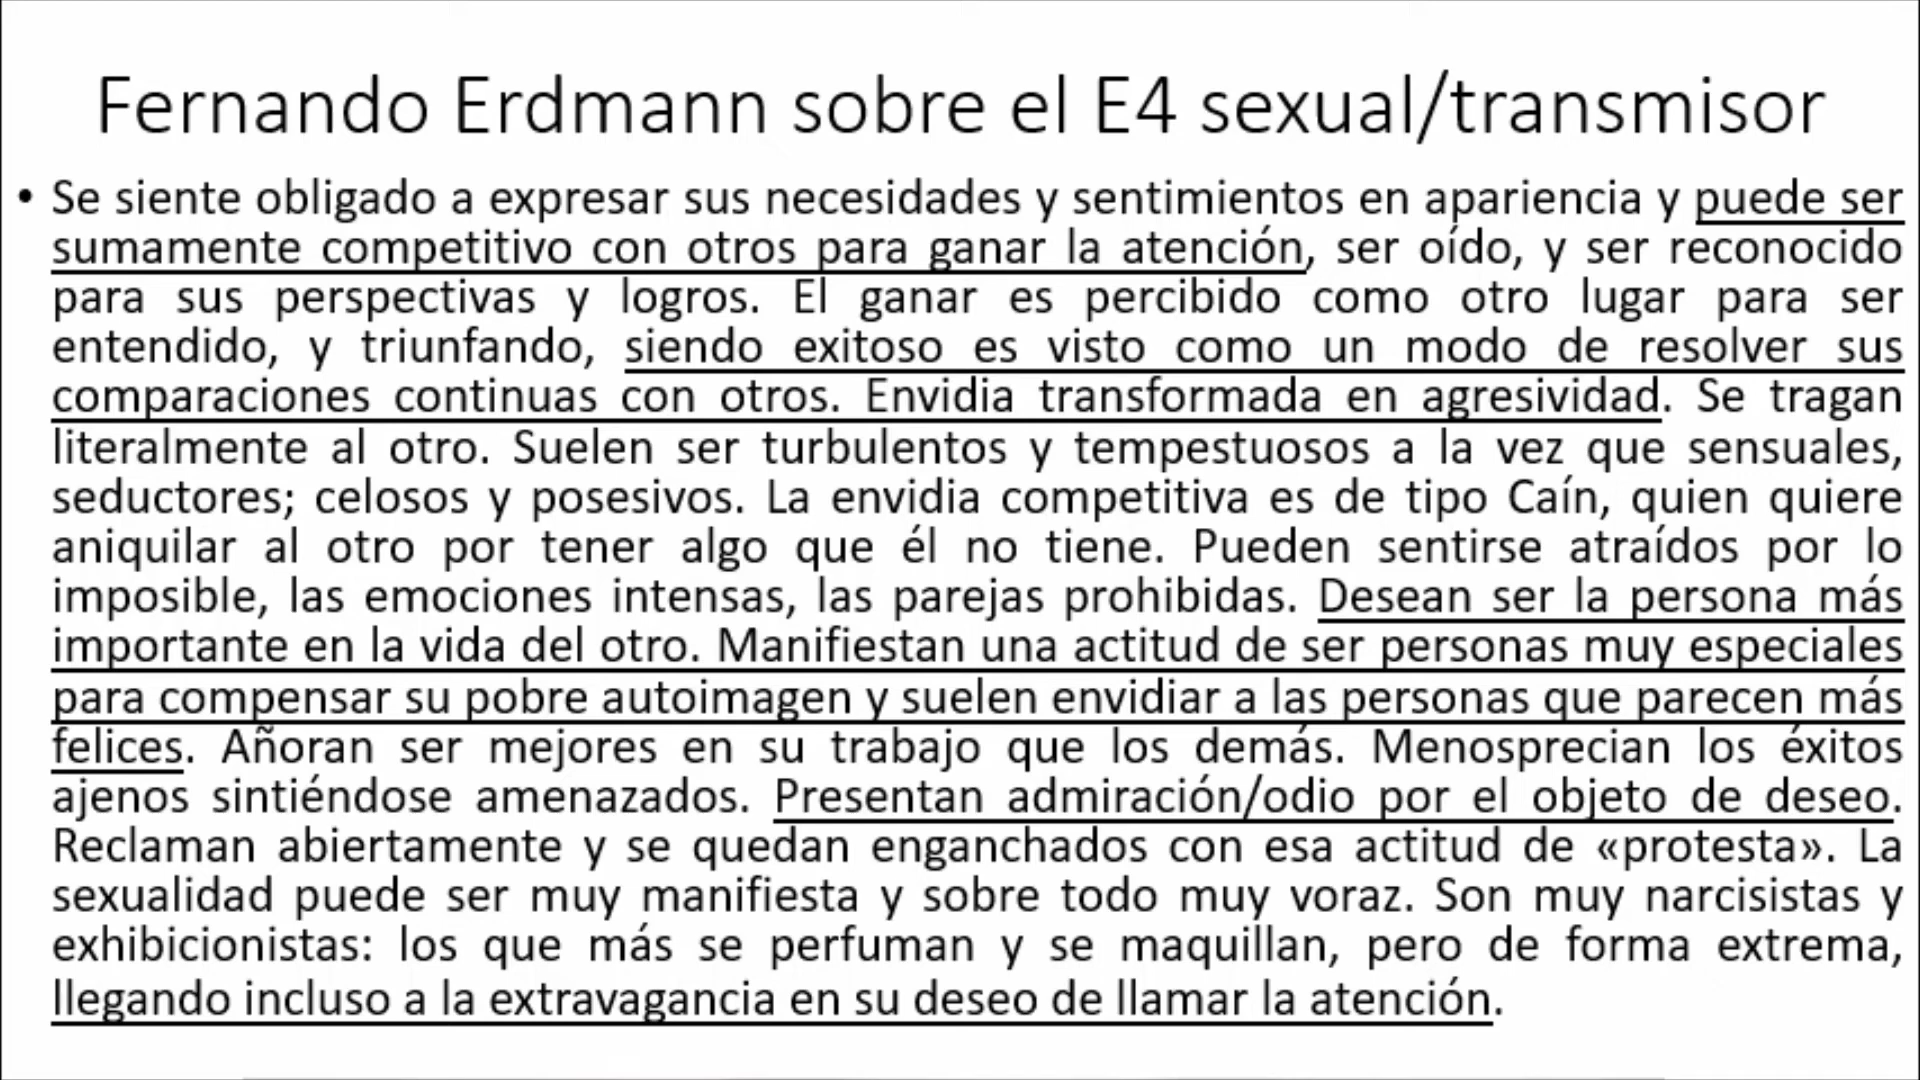 Fernando Erdmann sobre el E4 sexual/transmisor
• Se siente obligado a expresar sus necesidades y sentimientos en apariencia y puede ser
sumamente competitivo con otros para ganar la atención, ser oído, y ser reconocido
para sus perspectivas y logros. El ganar es percibido como otro lugar para ser
entendido, y triunfando, siendo exitoso es visto como un modo de resolver sus
comparaciones continuas con otros. Envidia transformada en agresividad. Se tragan
literalmente al otro. Suelen ser turbulentos y tempestuosos a la vez que sensuales,
seductores; celosos y posesivos. La envidia competitiva es de tipo Caín, quien quiere
aniquilar al otro por tener algo que él no tiene. Pueden sentirse atraídos por lo
imposible, las emociones intensas, las parejas prohibidas. Desean ser la persona más
importante en la vida del otro. Manifiestan una actitud de ser personas muy especiales
para compensar su pobre autoimagen y suelen envidiar a las personas que parecen más
felices. Añoran ser mejores en su trabajo que los demás. Menosprecian los éxitos
ajenos sintiéndose amenazados. Presentan admiración/odio por el objeto de deseo.
Reclaman abiertamente y se quedan enganchados con esa actitud de «protesta». La
sexualidad puede ser muy manifiesta y sobre todo muy voraz. Son muy narcisistas y
exhibicionistas: los que más se perfuman y se maquillan, pero de forma extrema,
llegando incluso a la extravagancia en su deseo de llamar la atención.